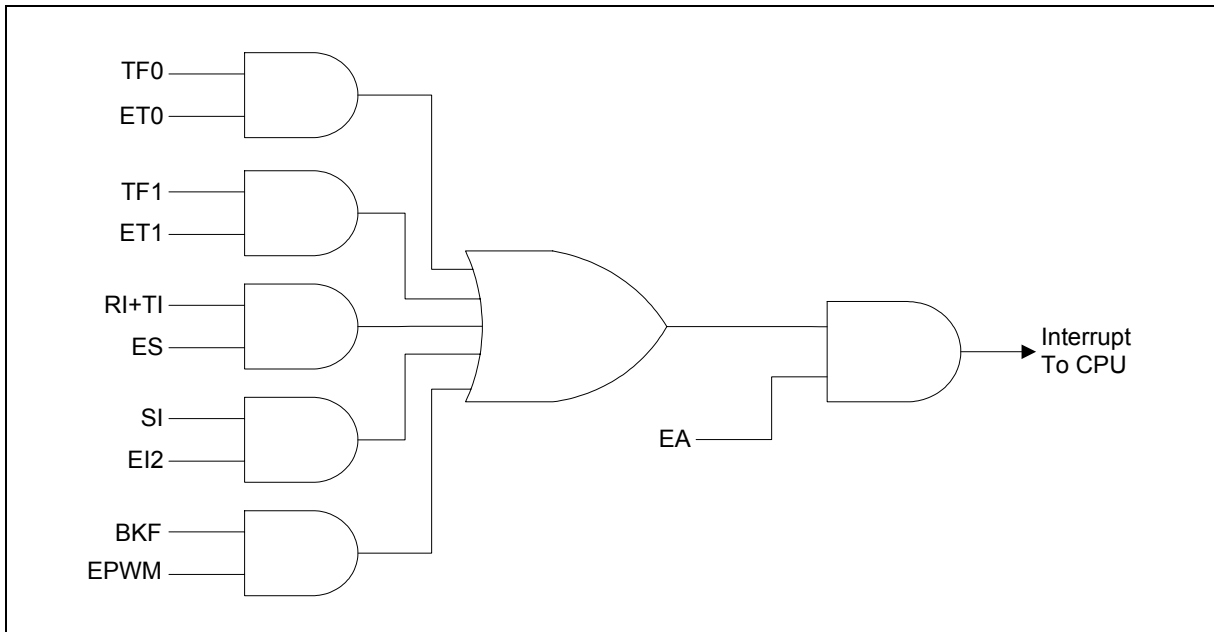 TF0
ET0
TF1
ET1
RI+TI
ES
SI
EI2
BKF
EPWM
EA
Interrupt
To CPU